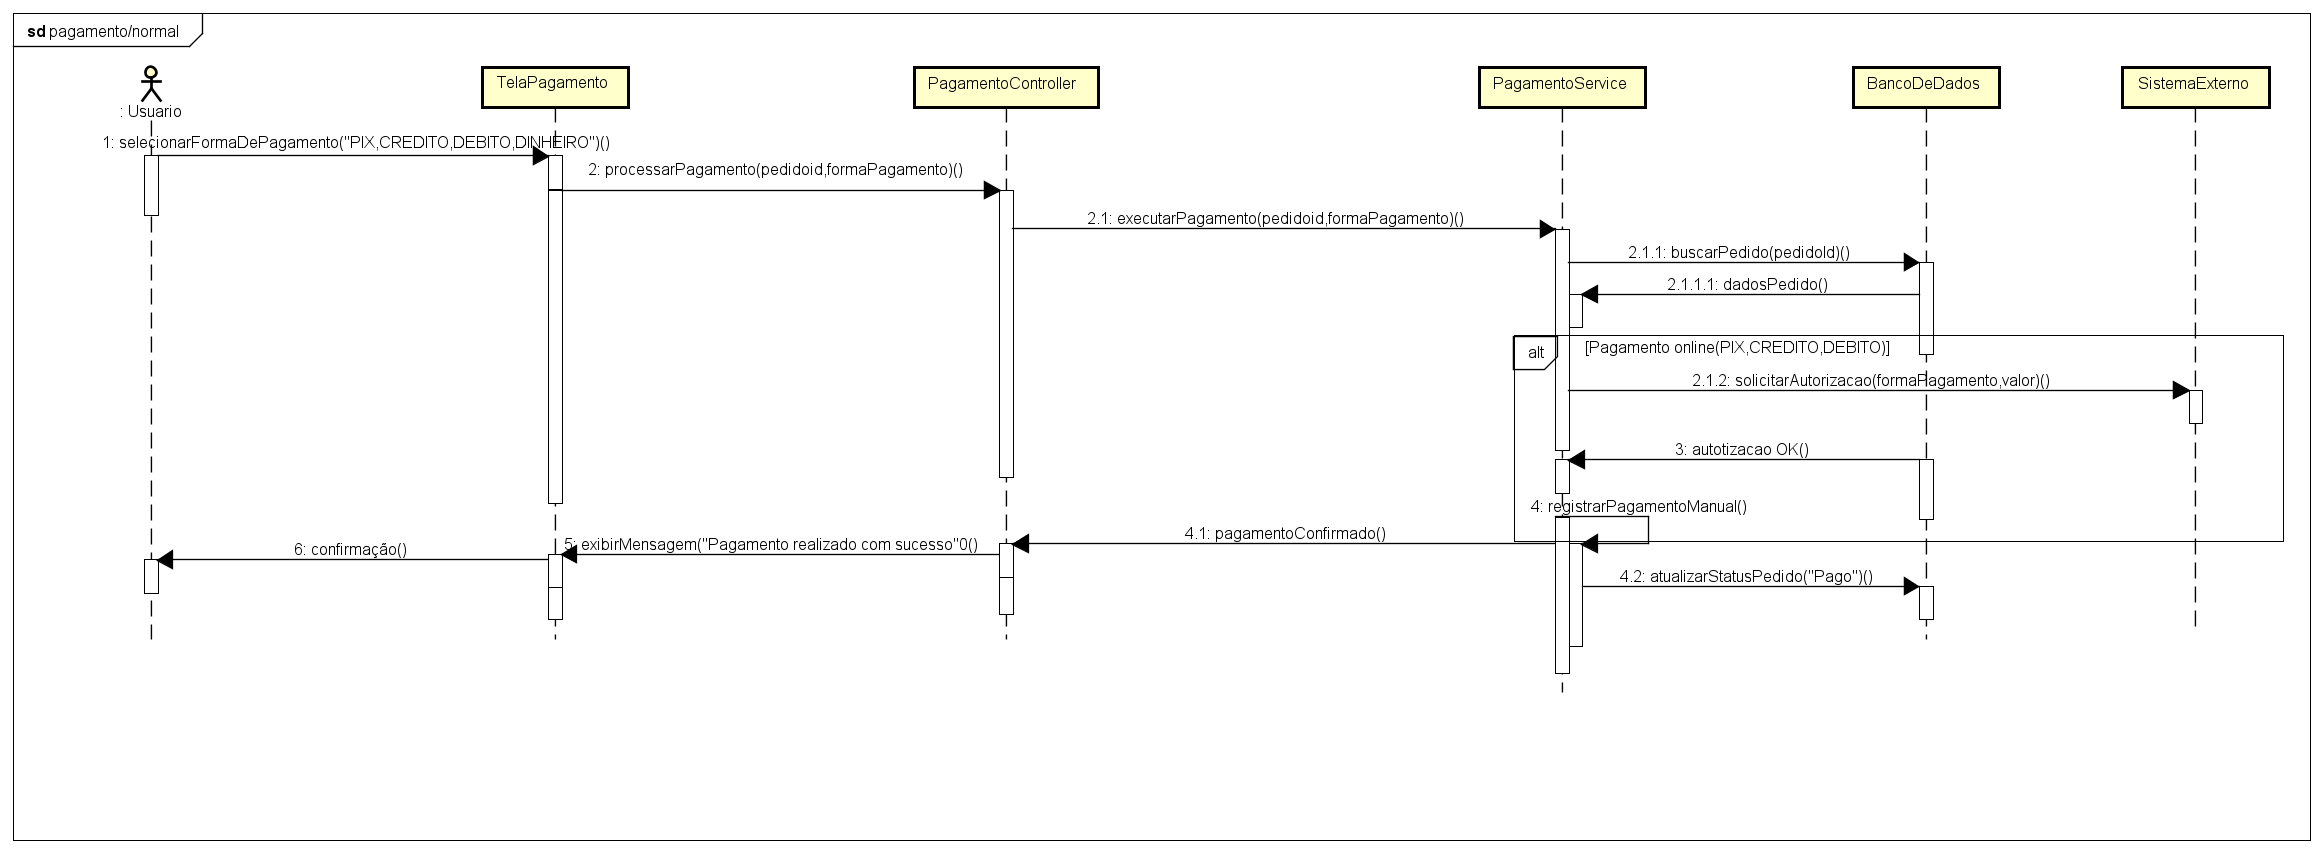 sd pagamento/normal
: Usuario
TelaPagamento
PagamentoController
PagamentoService
BancoDeDados
SistemaExterno
1: selecionarFormaDePagamento("PIX,CREDITO,DEBITO,DINHEIRO")()
2: processarPagamento(pedidoid,formaPagamento)()
2.1: executarPagamento(pedidoid,formaPagamento)()
2.1.1: buscarPedido(pedidoId)()
2.1.1.1: dadosPedido()
alt
[Pagamento online(PIX,CREDITO,DEBITO)]
2.1.2: solicitarAutorizacao(formaPagamento,valor)()
3: autotizacao OK()
4: registrarPagamentoManual()
4.1: pagamentoConfirmado()
5: exibirMensagem("Pagamento realizado com sucesso"0()
6: confirmação()
4.2: atualizarStatusPedido("Pago")()